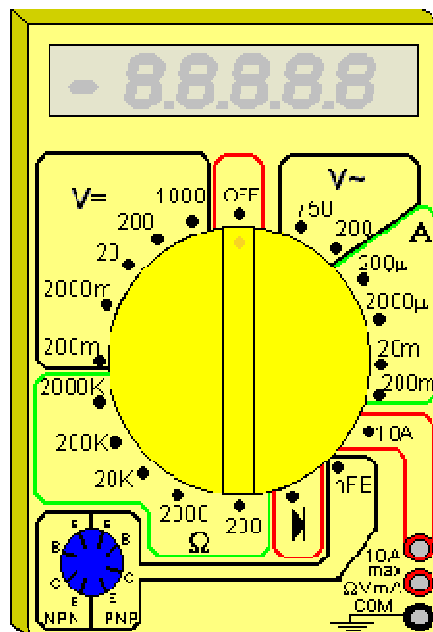 - 8.8.8.8.8
V= 1000 OFF V~ 750
200 200 A
20 200µ
2000m 2000µ
200m 20m
2000K 200m
200K 10A
20K hFE
2000 200
Ω
E E
B B
C C
E E
NPN PNP
10A
max
ΩVmA
COM